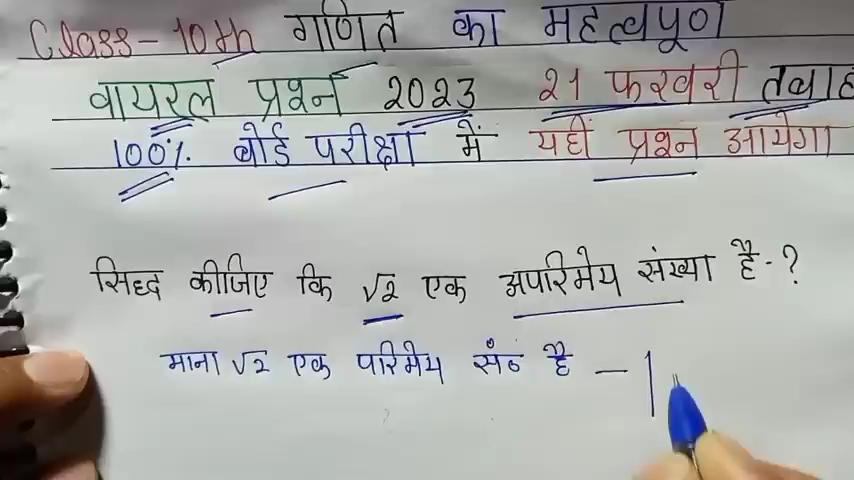 Class-10th गणित का महत्वपूण
वायरल प्रश्न 2023 21 फरवरी तवाह
100% बोर्ड परीक्षा में यहीं प्रश्न आयेगा
सिद्ध कीजिए कि √2 एक अपरिमेय संख्या है-?
माना √2 एक परिमेय सं० है —